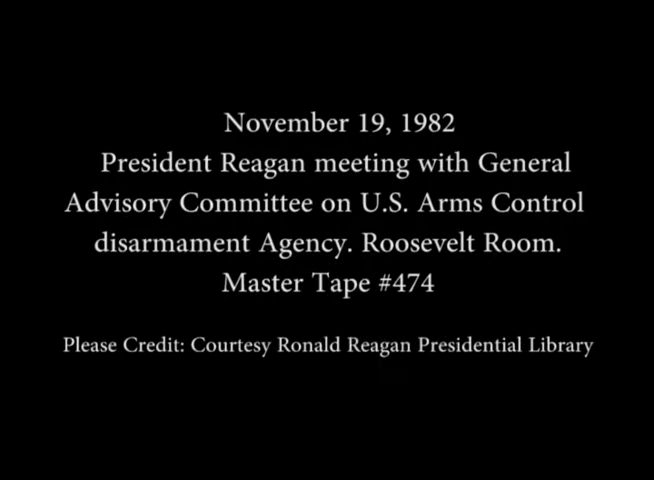 November 19, 1982
President Reagan meeting with General
Advisory Committee on U.S. Arms Control
disarmament Agency. Roosevelt Room.
Master Tape #474
Please Credit: Courtesy Ronald Reagan Presidential Library